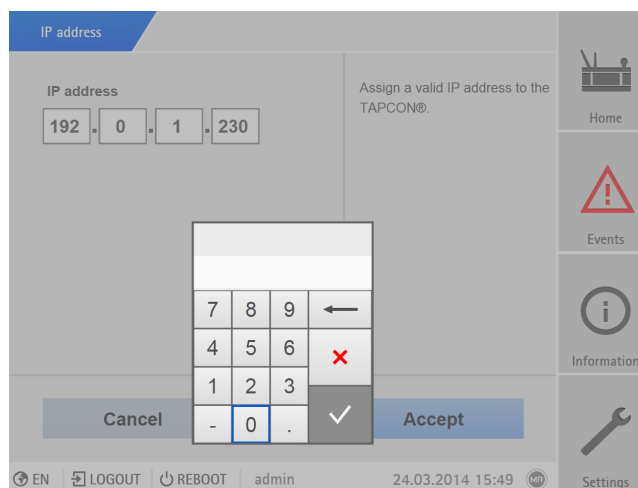 IP address
IP address
192 . 0 . 1 . 230
Assign a valid IP address to the
TAPCON®.
Home
Events
Information
Settings
7 8 9
4 5 6
1 2 3
- 0 .
Cancel
Accept
EN LOGOUT REBOOT admin 24.03.2014 15:49 MR